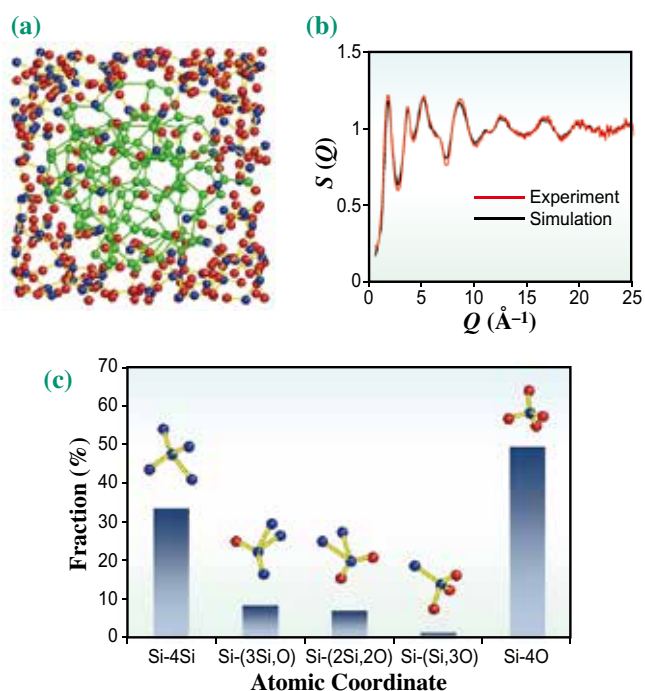 (a)
(b)
1.5
1
0.5
0
S (Q)
Experiment
Simulation
0 5 10 15 20 25
Q (Å⁻¹)
(c)
70
60
50
40
30
20
10
0
Fraction (%)
Si-4Si Si-(3Si,O) Si-(2Si,2O) Si-(Si,3O) Si-4O
Atomic Coordinate